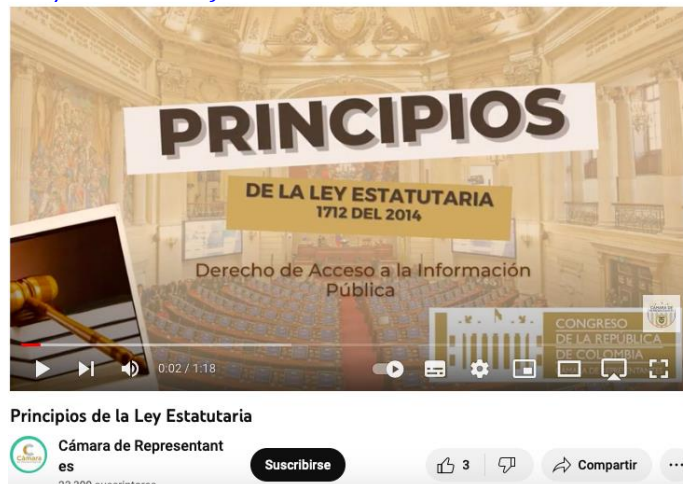 PRINCIPIOS
DE LA LEY ESTATUTARIA
1712 DEL 2014
Derecho de Acceso a la Información
Pública
CONGRESO
DE LA REPÚBLICA
DE COLOMBIA
0:02 / 1:18
Principios de la Ley Estatutaria
Cámara de Representant
es
Suscribirse
3
Compartir